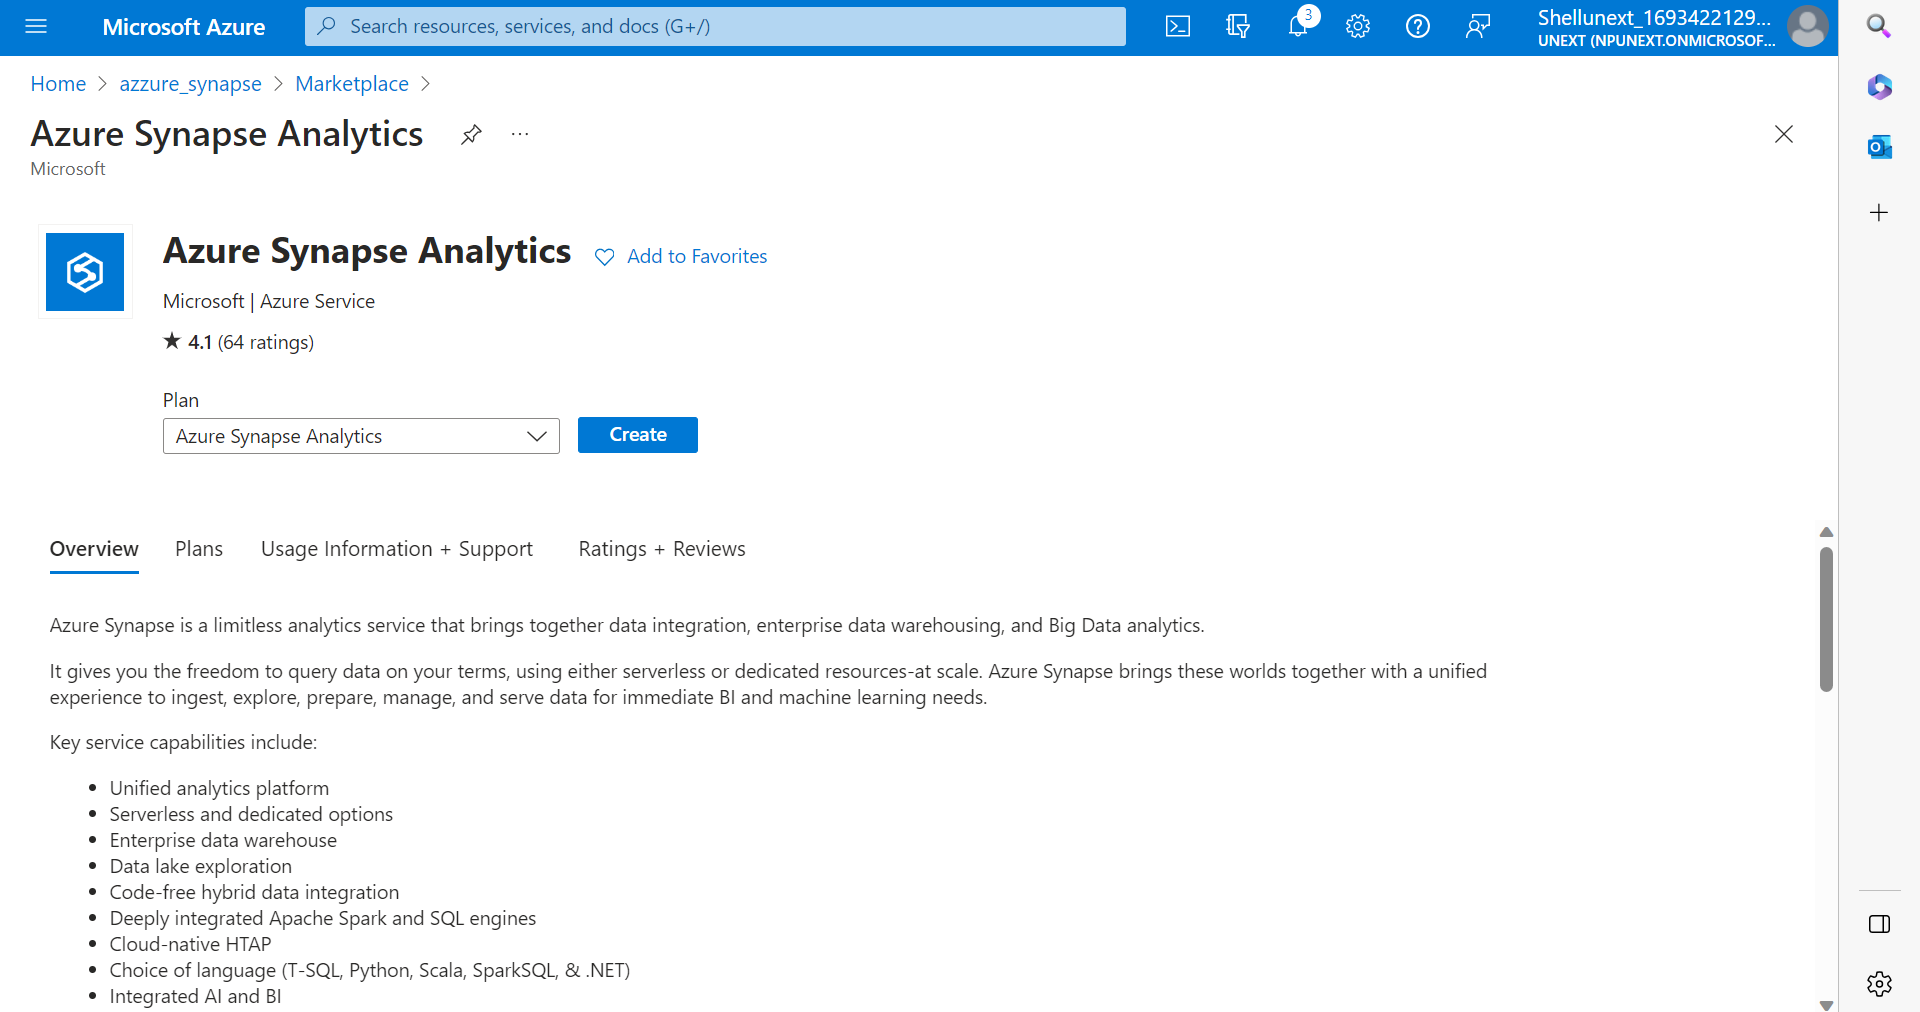 Microsoft Azure
Search resources, services, and docs (G+/)
3
Shellunext_1693422129...
UNEXT (NPUNEXT.ONMICROSOF...
Home > azzure_synapse > Marketplace >
Azure Synapse Analytics
Microsoft
Azure Synapse Analytics
Add to Favorites
Microsoft | Azure Service
★ 4.1 (64 ratings)
Plan
Azure Synapse Analytics
Create
Overview
Plans
Usage Information + Support
Ratings + Reviews
Azure Synapse is a limitless analytics service that brings together data integration, enterprise data warehousing, and Big Data analytics.
It gives you the freedom to query data on your terms, using either serverless or dedicated resources-at scale. Azure Synapse brings these worlds together with a unified
experience to ingest, explore, prepare, manage, and serve data for immediate BI and machine learning needs.
Key service capabilities include:
• Unified analytics platform
• Serverless and dedicated options
• Enterprise data warehouse
• Data lake exploration
• Code-free hybrid data integration
• Deeply integrated Apache Spark and SQL engines
• Cloud-native HTAP
• Choice of language (T-SQL, Python, Scala, SparkSQL, & .NET)
• Integrated AI and BI